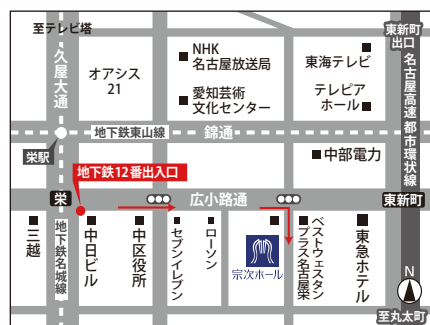 至テレビ塔
久屋大通
オアシス
21
NHK
名古屋放送局
愛知芸術
文化センター
東海テレビ
テレピア
ホール
東新町
出口
名古屋高速都市環状線
地下鉄東山線
錦通
栄駅
中部電力
地下鉄12番出入口
栄
広小路通
東新町
三越
地下鉄名城線
中日ビル
中区役所
セブンイレブン
ローソン
宗次ホール
ベストウェスタン
プラス名古屋栄
東急ホテル
N
至丸太町